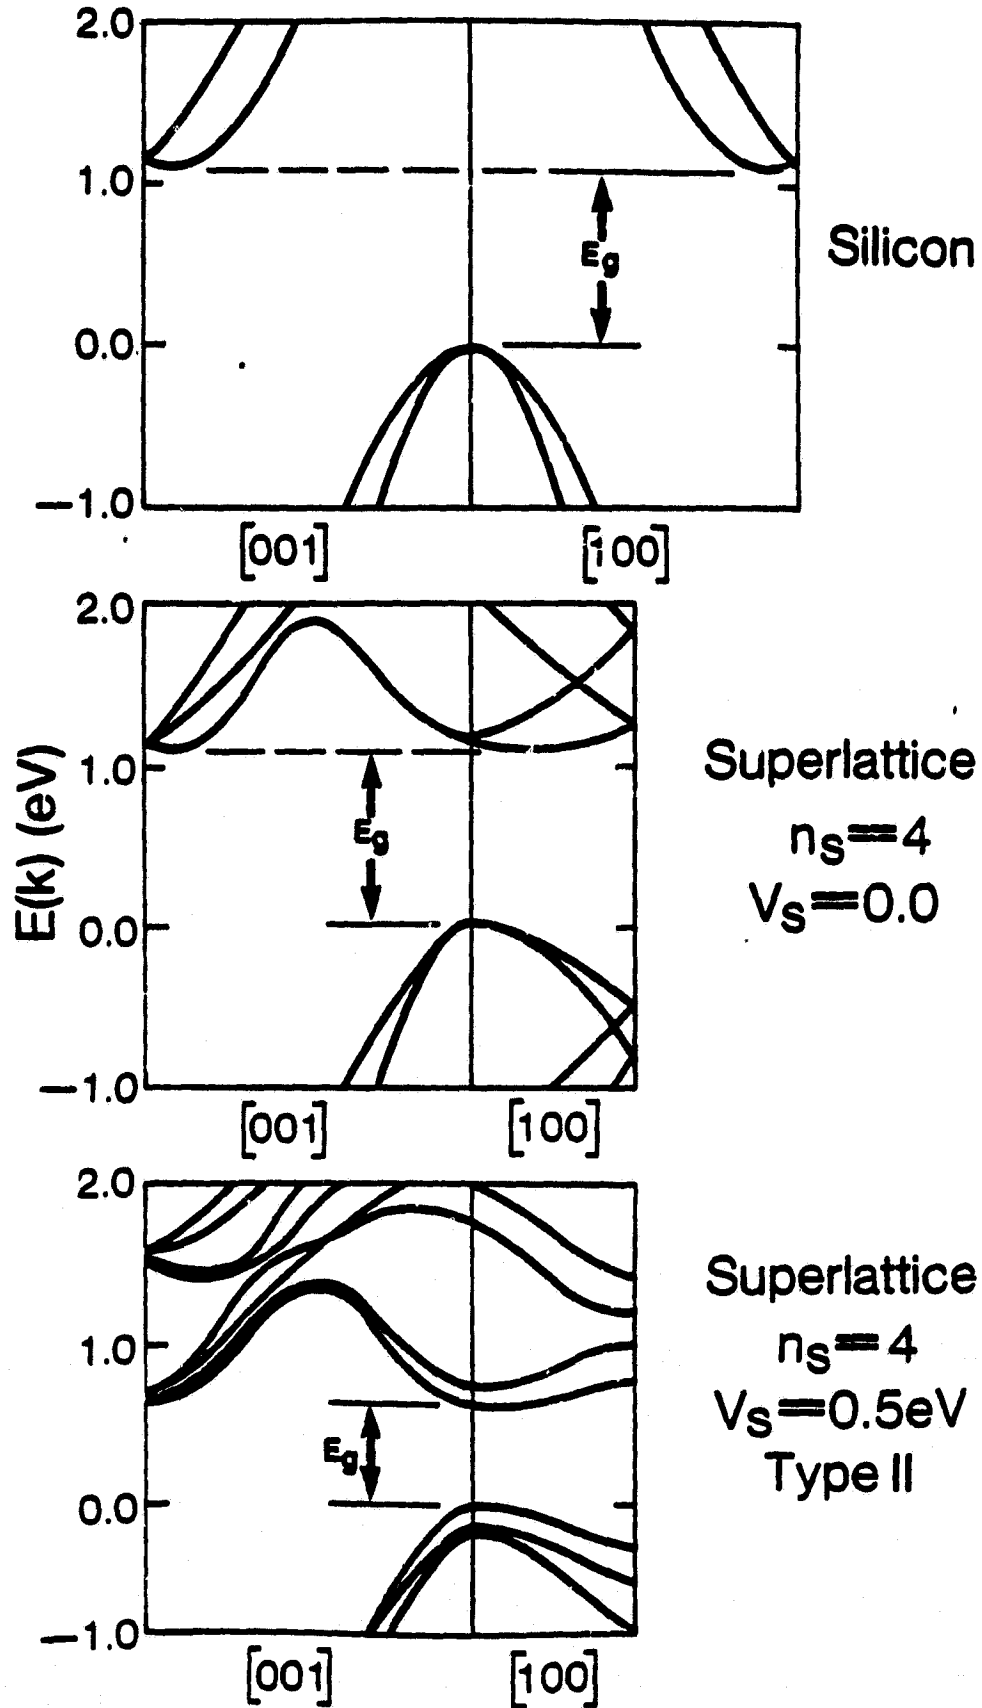 2.0
1.0
0.0
—1.0
Eg
Silicon
[001]
[100]
E(k) (eV)
2.0
1.0
0.0
—1.0
Eg
Superlattice
ns=4
Vs=0.0
[001]
[100]
2.0
1.0
0.0
—1.0
Eg
Superlattice
ns=4
Vs=0.5eV
Type II
[001]
[100]